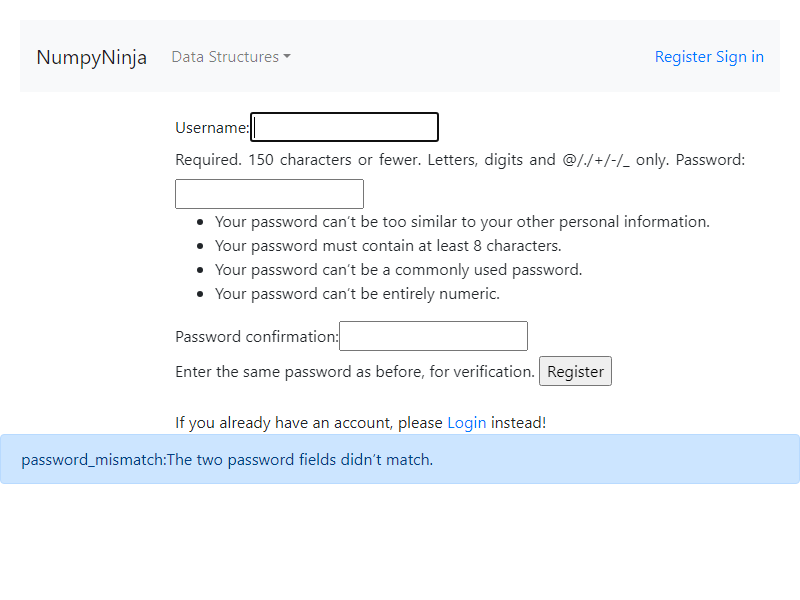 NumpyNinja Data Structures Register Sign in
Username:
Required. 150 characters or fewer. Letters, digits and @/./+/-/_ only. Password:
Your password can’t be too similar to your other personal information.
Your password must contain at least 8 characters.
Your password can’t be a commonly used password.
Your password can’t be entirely numeric.
Password confirmation:
Enter the same password as before, for verification. Register
If you already have an account, please Login instead!
password_mismatch:The two password fields didn’t match.